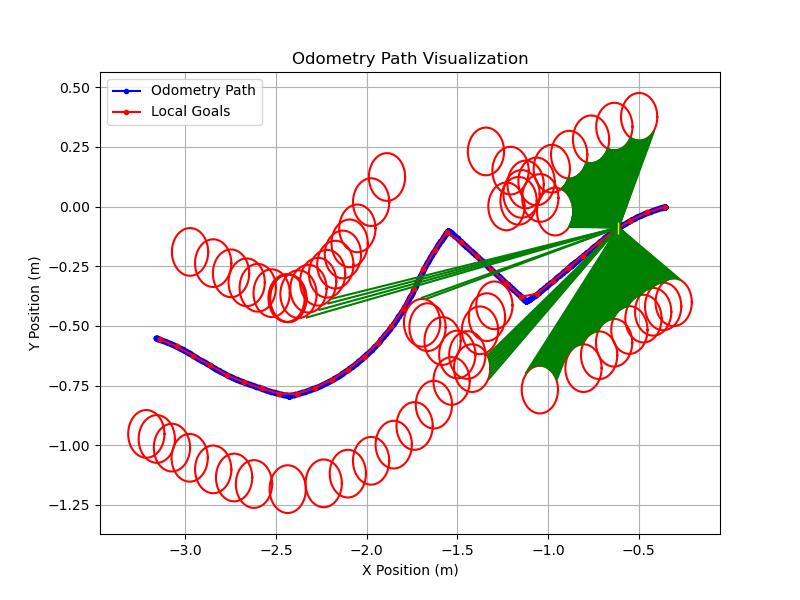 Odometry Path Visualization
Odometry Path
Local Goals
0.50
0.25
0.00
−0.25
−0.50
−0.75
−1.00
−1.25
Y Position (m)
−3.0 −2.5 −2.0 −1.5 −1.0 −0.5
X Position (m)